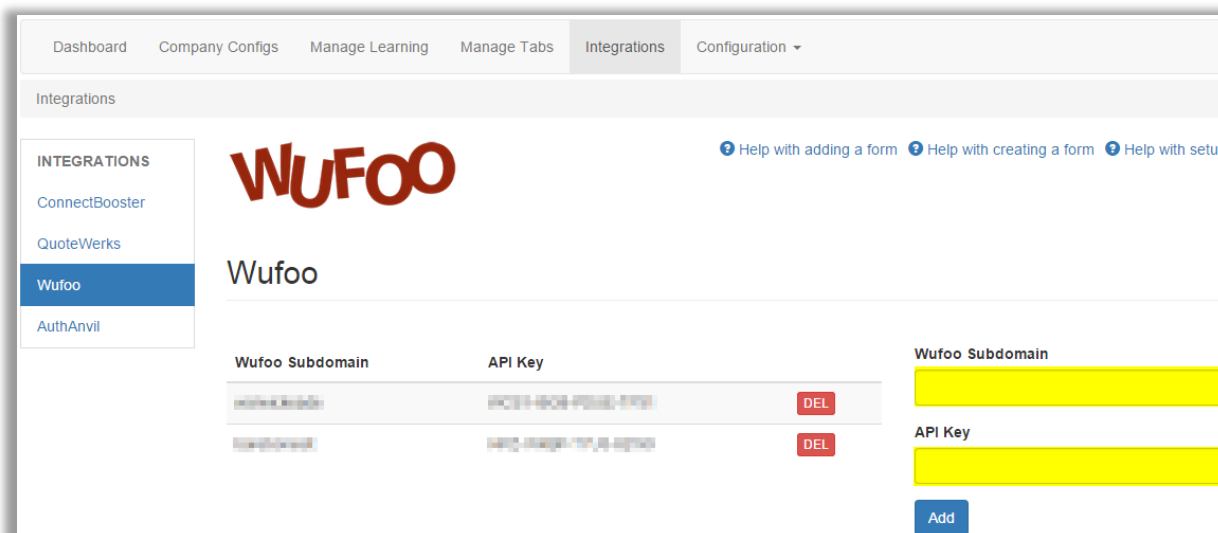 Dashboard Company Configs Manage Learning Manage Tabs Integrations Configuration
Integrations
INTEGRATIONS
ConnectBooster
QuoteWerks
Wufoo
AuthAnvil
WUFOO
Help with adding a form Help with creating a form Help with setu
Wufoo
Wufoo Subdomain API Key
DEL
DEL
Wufoo Subdomain
API Key
Add